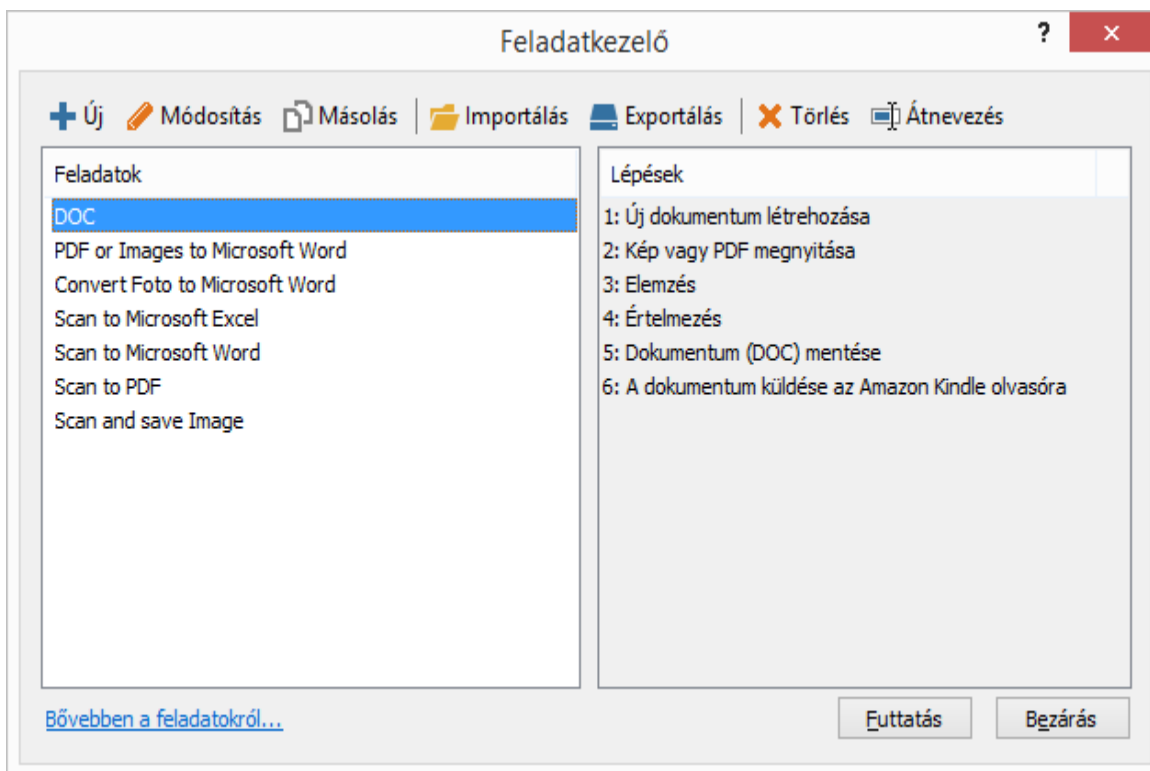 Feladatkezelő
?
Új Módosítás Másolás Importálás Exportálás Törlés Átnevezés
Feladatok
DOC
PDF or Images to Microsoft Word
Convert Foto to Microsoft Word
Scan to Microsoft Excel
Scan to Microsoft Word
Scan to PDF
Scan and save Image
Lépések
1: Új dokumentum létrehozása
2: Kép vagy PDF megnyitása
3: Elemzés
4: Értelmezés
5: Dokumentum (DOC) mentése
6: A dokumentum küldése az Amazon Kindle olvasóra
Bővebben a feladatokról...
Futtatás
Bezárás